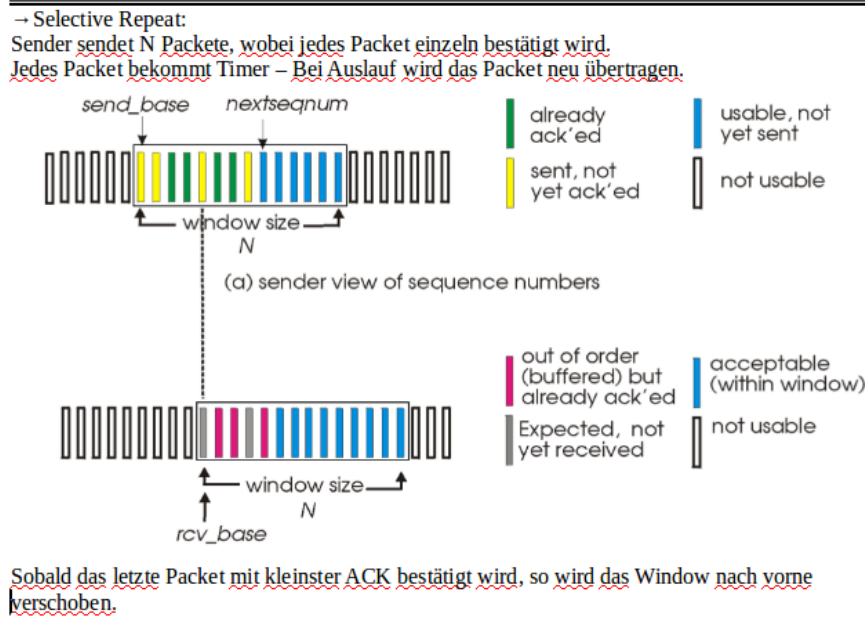 →Selective Repeat:
Sender sendet N Packete, wobei jedes Packet einzeln bestätigt wird.
Jedes Packet bekommt Timer – Bei Auslauf wird das Packet neu übertragen.
send_base
nextseqnum
already
ack'ed
usable, not
yet sent
sent, not
yet ack'ed
not usable
window size
N
(a) sender view of sequence numbers
out of order
(buffered) but
already ack'ed
acceptable
(within window)
Expected, not
yet received
not usable
window size
N
rcv_base
Sobald das letzte Packet mit kleinster ACK bestätigt wird, so wird das Window nach vorne
verschoben.